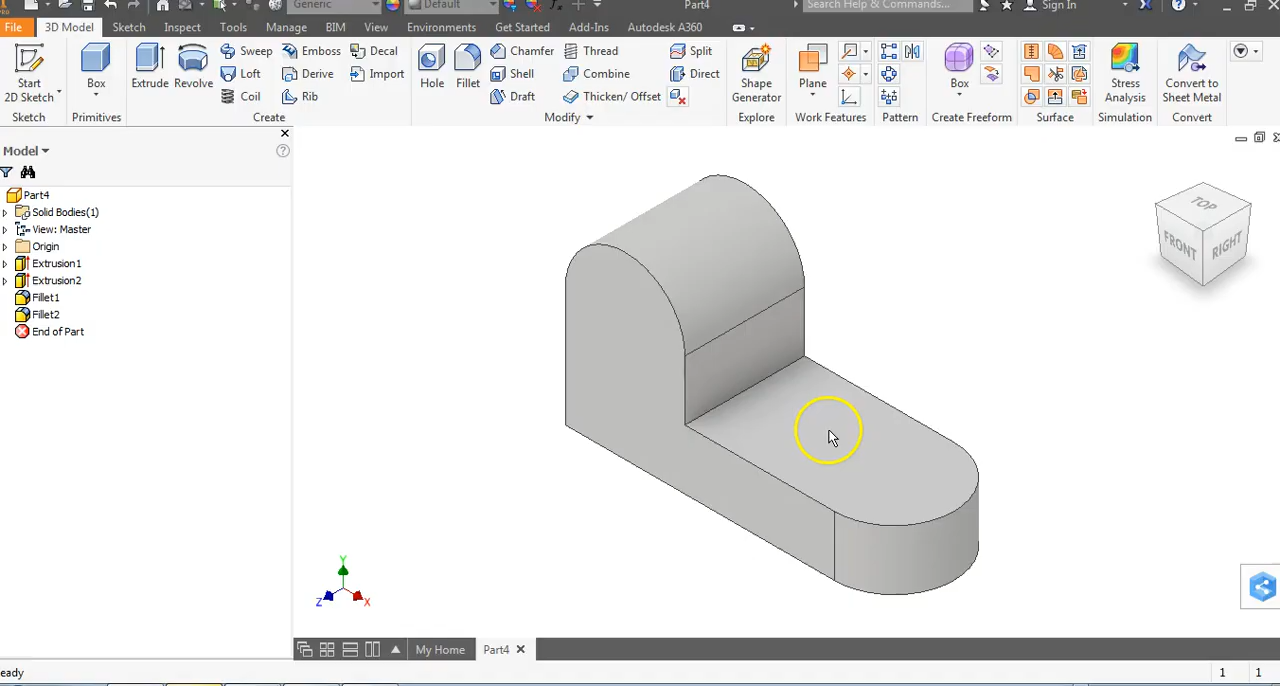 Generic
Default
Part4
Search Help & Commands...
Sign In
File
3D Model
Sketch
Inspect
Tools
Manage
BIM
View
Environments
Get Started
Add-Ins
Autodesk A360
Start
2D Sketch
Box
Extrude
Revolve
Sweep
Loft
Coil
Emboss
Derive
Rib
Decal
Import
Hole
Fillet
Chamfer
Shell
Draft
Thread
Combine
Thicken/ Offset
Split
Direct
Shape
Generator
Plane
Box
Stress
Analysis
Convert to
Sheet Metal
Sketch
Primitives
Create
Modify
Explore
Work Features
Pattern
Create Freeform
Surface
Simulation
Convert
Model
Part4
Solid Bodies(1)
View: Master
Origin
Extrusion1
Extrusion2
Fillet1
Fillet2
End of Part
TOP
FRONT
RIGHT
Y
Z
X
My Home
Part4
eady
1
1